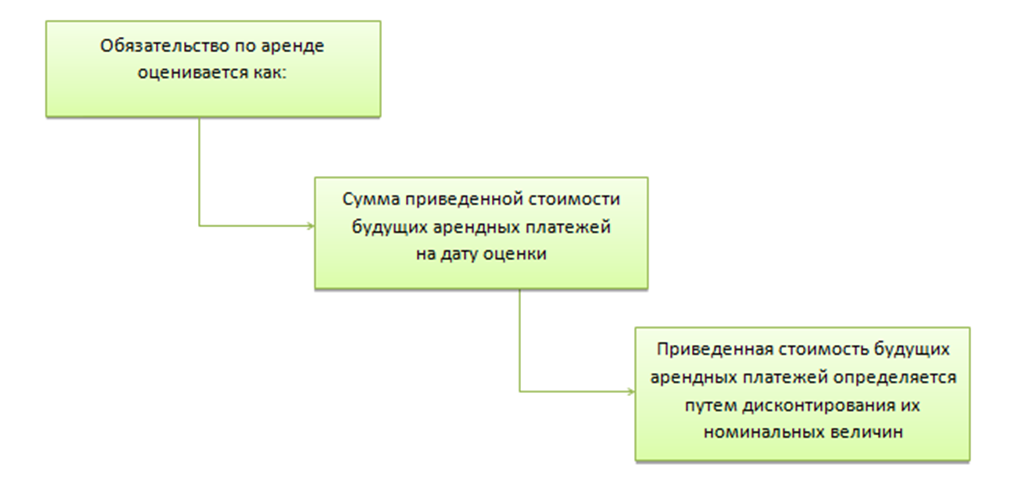 Обязательство по аренде
оценивается как:
Сумма приведенной стоимости
будущих арендных платежей
на дату оценки
Приведенная стоимость будущих
арендных платежей определяется
путем дисконтирования их
номинальных величин